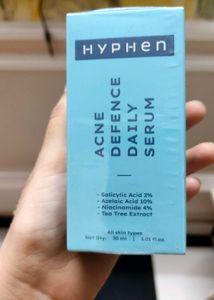 HYPHEN
ACNE
DEFENCE
DAILY
SERUM
- Salicylic Acid 2%
- Azelaic Acid 10%
- Niacinamide 4%
- Tea Tree Extract
All skin types
Net Qty. 30 ml | 1.01 fl.oz.